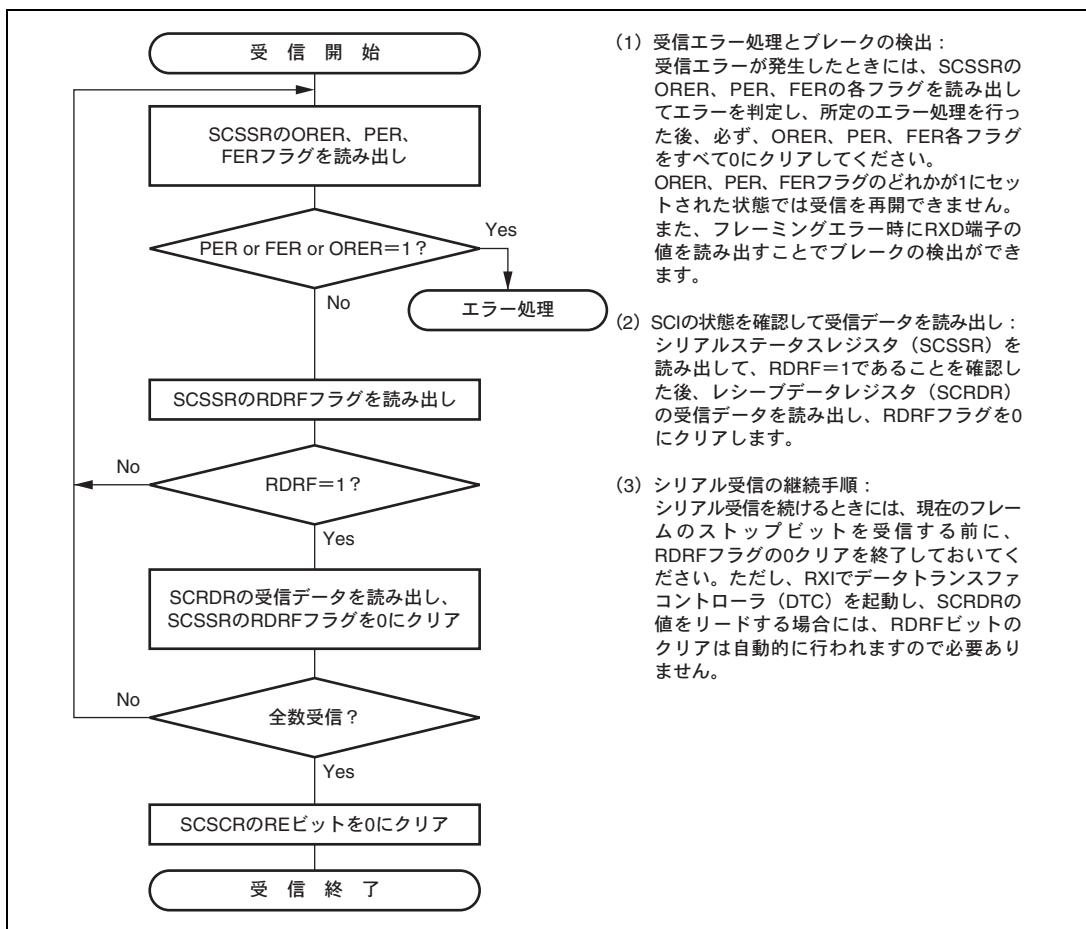 受 信 開 始
SCSSRのORER、PER、
FERフラグを読み出し
PER or FER or ORER＝1？
Yes
No
エラー処理
SCSSRのRDRFフラグを読み出し
No
RDRF＝1？
Yes
SCRDRの受信データを読み出し、
SCSSRのRDRFフラグを0にクリア
No
全数受信？
Yes
SCSCRのREビットを0にクリア
受 信 終 了
（1）受信エラー処理とブレークの検出：
受信エラーが発生したときには、SCSSRの
ORER、PER、FERの各フラグを読み出し
てエラーを判定し、所定のエラー処理を行っ
た後、必ず、ORER、PER、FER各フラグ
をすべて0にクリアしてください。
ORER、PER、FERフラグのどれかが1にセッ
トされた状態では受信を再開できません。
また、フレーミングエラー時にRXD端子の
値を読み出すことでブレークの検出ができ
ます。
（2）SCIの状態を確認して受信データを読み出し：
シリアルステータスレジスタ（SCSSR）を
読み出して、RDRF＝1であることを確認し
た後、レシーブデータレジスタ（SCRDR）
の受信データを読み出し、RDRFフラグを0
にクリアします。
（3）シリアル受信の継続手順：
シリアル受信を続けるときには、現在のフレー
ムのストップビットを受信する前に、
RDRFフラグの0クリアを終了しておいてく
ださい。ただし、RXIでデータトランスファ
コントローラ（DTC）を起動し、SCRDRの
値をリードする場合には、RDRFビットの
クリアは自動的に行われますので必要あり
ません。